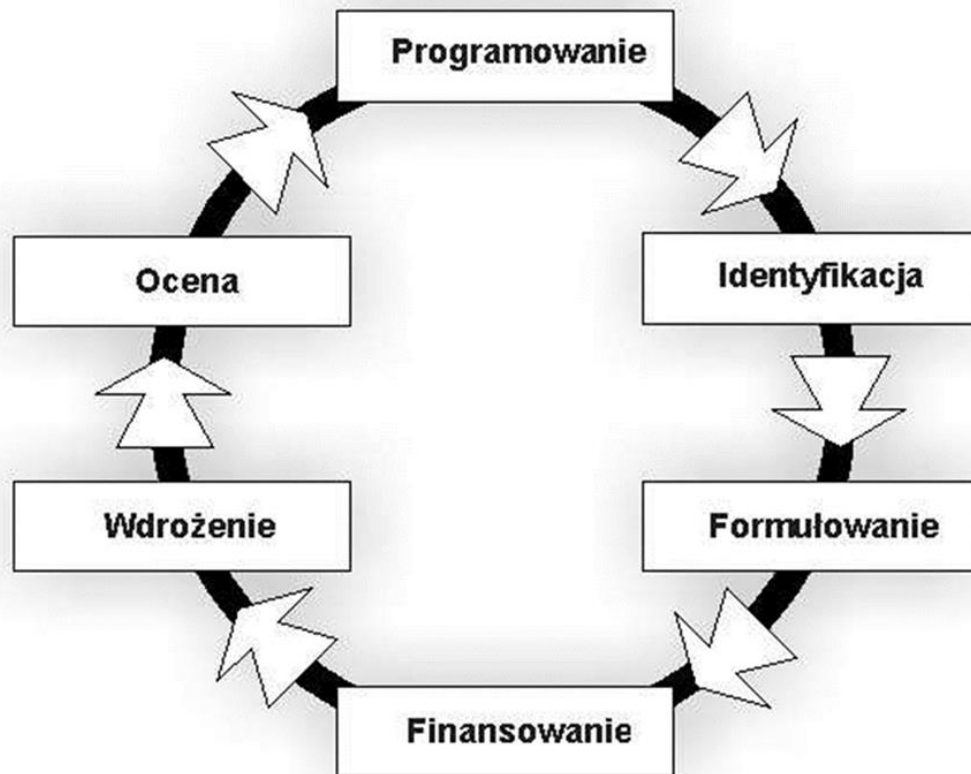 Programowanie
Identyfikacja
Formułowanie
Finansowanie
Wdrożenie
Ocena